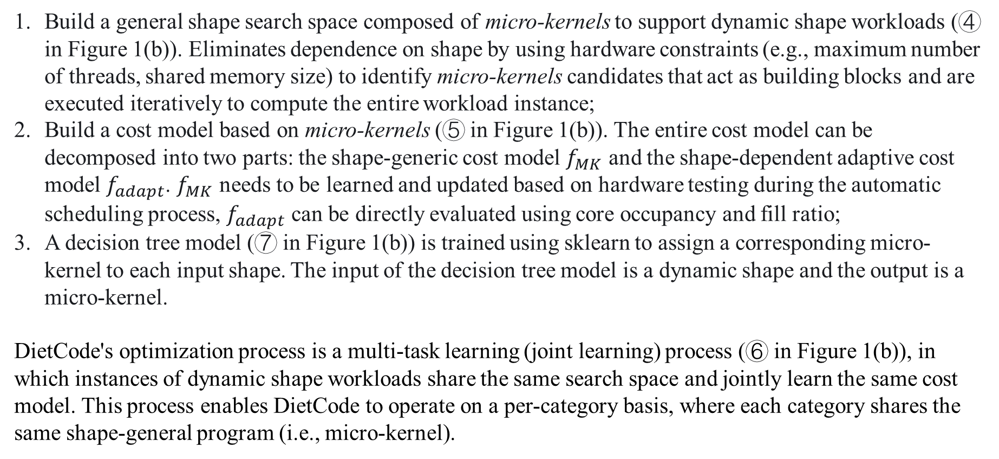 1. Build a general shape search space composed of micro-kernels to support dynamic shape workloads (④
in Figure 1(b)). Eliminates dependence on shape by using hardware constraints (e.g., maximum number
of threads, shared memory size) to identify micro-kernels candidates that act as building blocks and are
executed iteratively to compute the entire workload instance;
2. Build a cost model based on micro-kernels (⑤ in Figure 1(b)). The entire cost model can be
decomposed into two parts: the shape-generic cost model f_MK and the shape-dependent adaptive cost
model f_adapt. f_MK needs to be learned and updated based on hardware testing during the automatic
scheduling process, f_adapt can be directly evaluated using core occupancy and fill ratio;
3. A decision tree model (⑦ in Figure 1(b)) is trained using sklearn to assign a corresponding micro-
kernel to each input shape. The input of the decision tree model is a dynamic shape and the output is a
micro-kernel.
DietCode's optimization process is a multi-task learning (joint learning) process (⑥ in Figure 1(b)), in
which instances of dynamic shape workloads share the same search space and jointly learn the same cost
model. This process enables DietCode to operate on a per-category basis, where each category shares the
same shape-general program (i.e., micro-kernel).